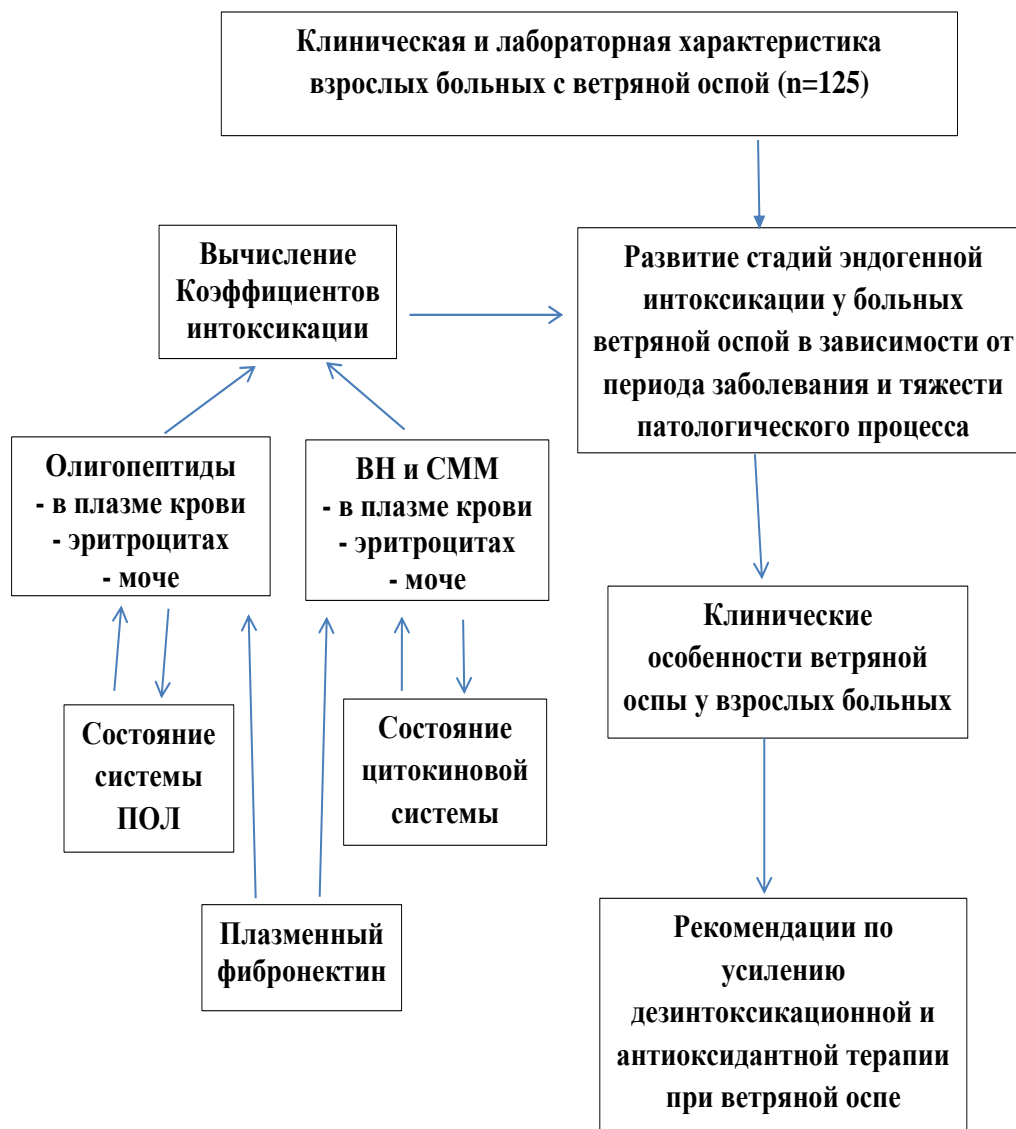 Клиническая и лабораторная характеристика
взрослых больных с ветряной оспой (n=125)
Вычисление
Коэффициентов
интоксикации
Развитие стадий эндогенной
интоксикации у больных
ветряной оспой в зависимости от
периода заболевания и тяжести
патологического процесса
Олигопептиды
- в плазме крови
- эритроцитах
- моче
ВН и СММ
- в плазме крови
- эритроцитах
- моче
Клинические
особенности ветряной
оспы у взрослых больных
Состояние
системы
ПОЛ
Состояние
цитокиновой
системы
Плазменный
фибронектин
Рекомендации по
усилению
дезинтоксикационной и
антиоксидантной терапии
при ветряной оспе